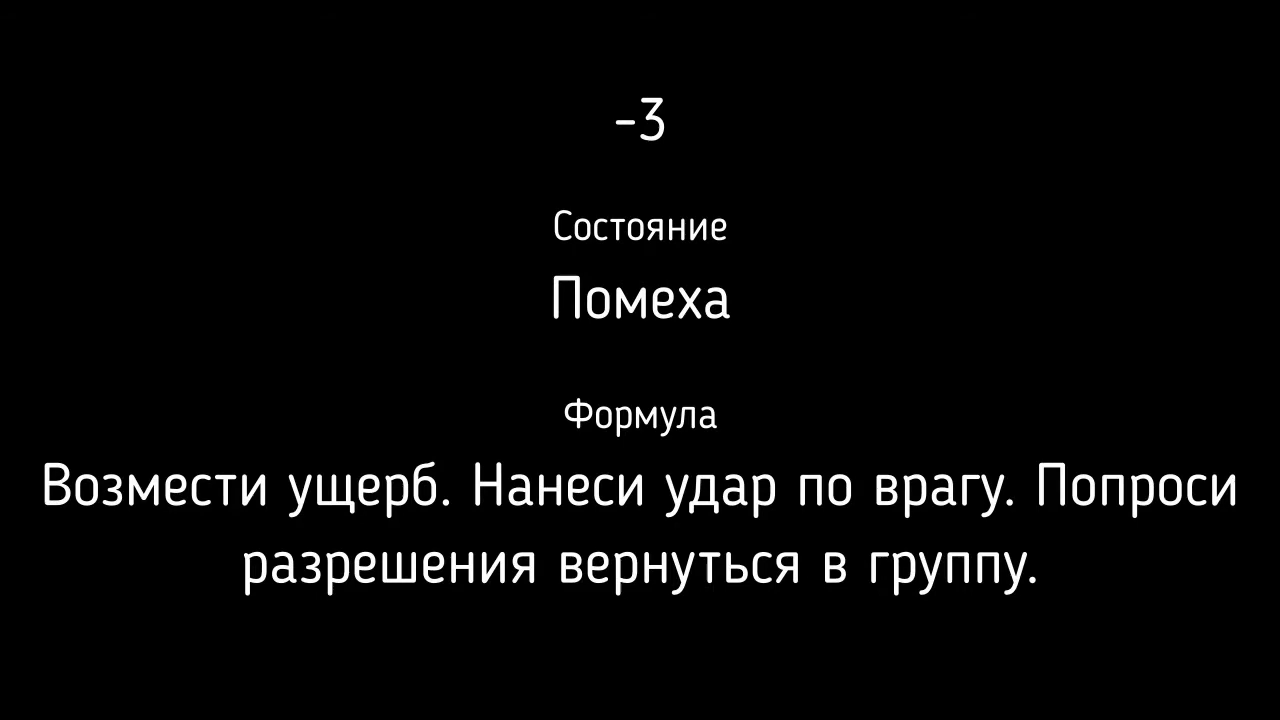 -3
Состояние
Помеха
Формула
Возмести ущерб. Нанеси удар по врагу. Попроси
разрешения вернуться в группу.